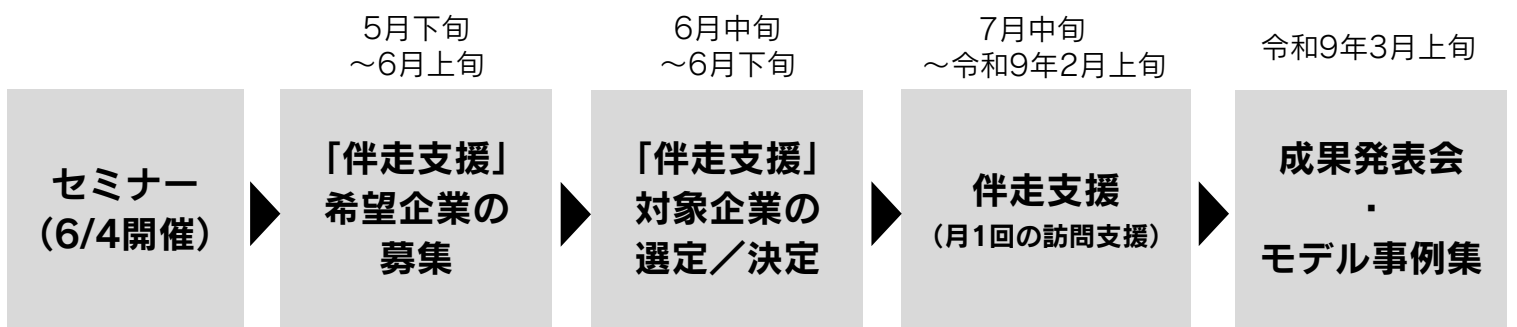 セミナー
（6/4開催）
5月下旬
～6月上旬
「伴走支援」
希望企業の
募集
6月中旬
～6月下旬
「伴走支援」
対象企業の
選定／決定
7月中旬
～令和9年2月上旬
伴走支援
（月1回の訪問支援）
令和9年3月上旬
成果発表会
・
モデル事例集